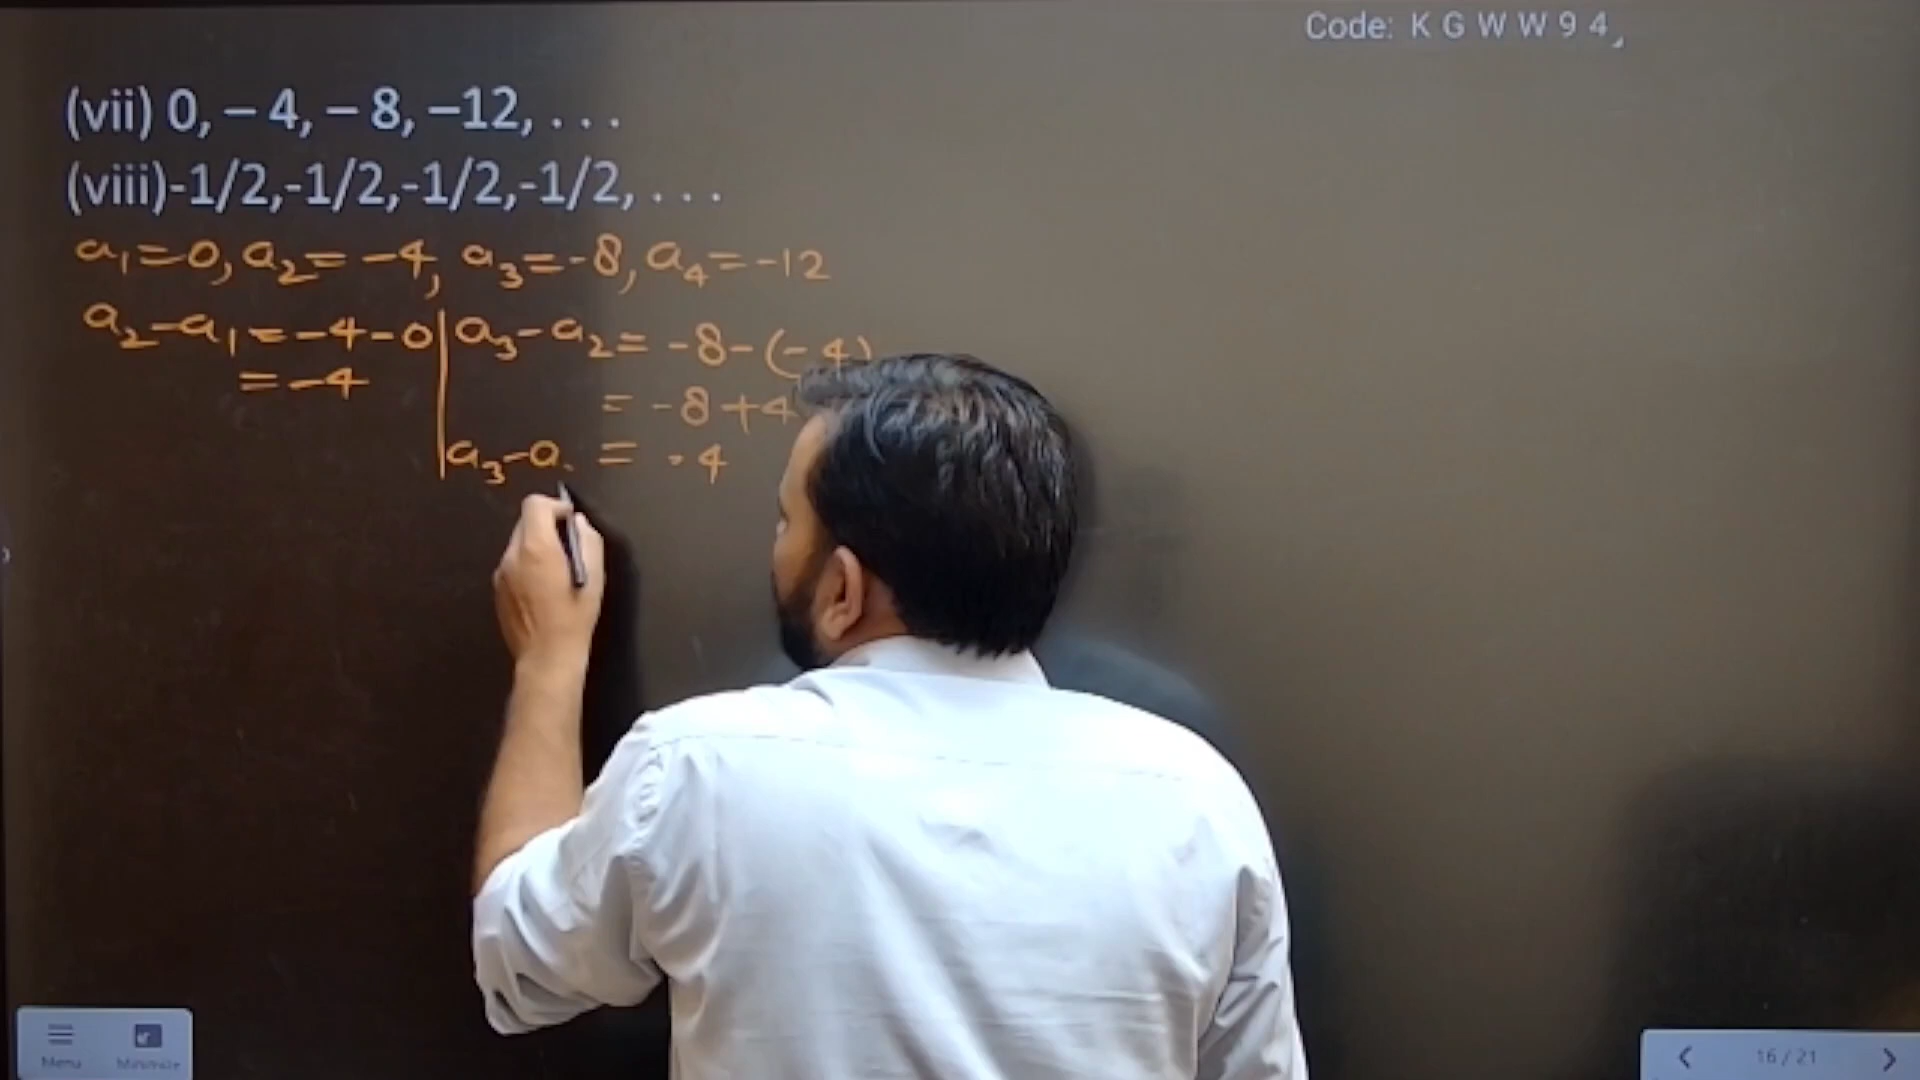 Code: K G W W 9 4
(vii) 0, – 4, – 8, –12, . . .
(viii)-1/2,-1/2,-1/2,-1/2, . . .
a₁=0, a₂= -4, a₃=-8, a₄=-12
a₂-a₁=-4-0 | a₃-a₂= -8-(-4)
= -4
= -8+4
a₃-a = -4
Menu Minimize
16 / 21